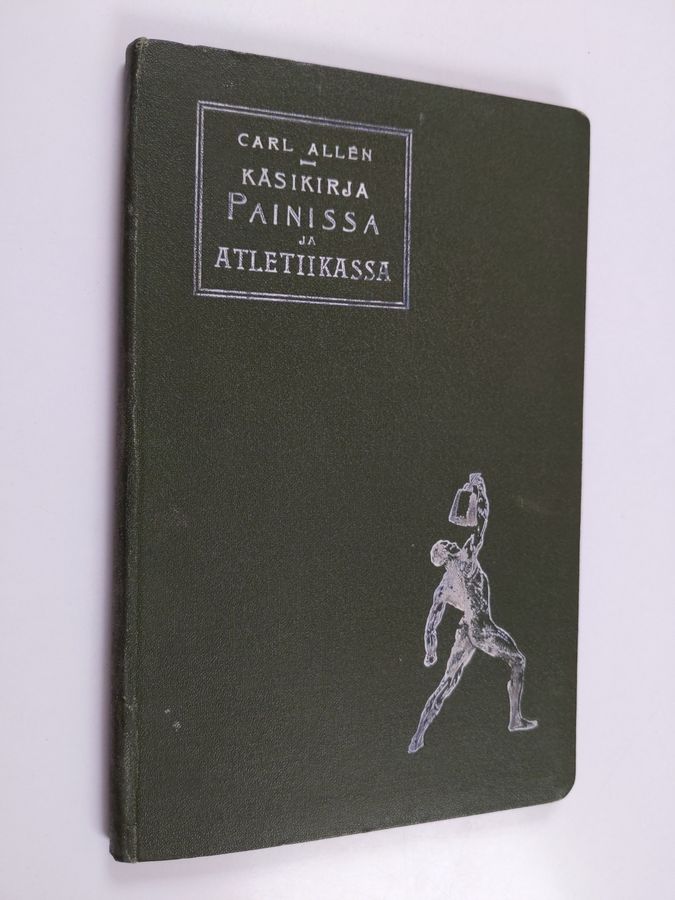 CARL ALLÉN
KÄSIKIRJA
PAINISSA
JA
ATLETIIKASSA